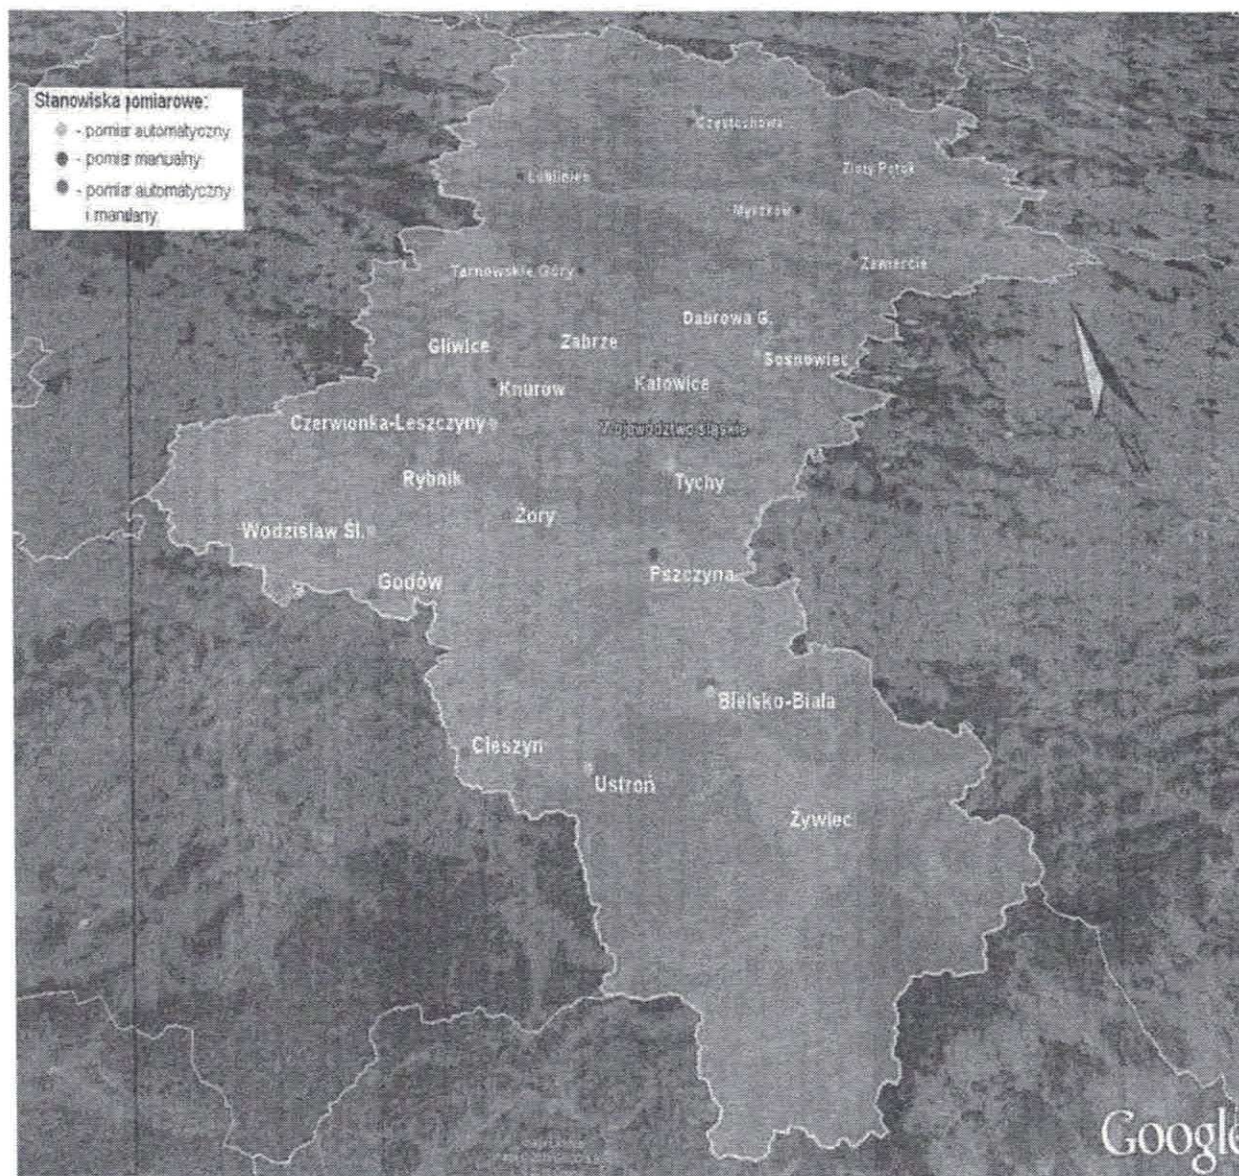 Stanowiska pomiarowe:
- pomiar automatyczny
- pomiar manualny
- pomiar automatyczny
i manulany
Częstochowa
Lubliniec
Złoty Potok
Myszków
Tarnowskie Góry
Zawiercie
Dąbrowa G.
Gliwice
Zabrze
Sosnowiec
Knurów
Katowice
Czerwionka-Leszczyny
Województwo śląskie
Rybnik
Tychy
Żory
Wodzisław Śl.
Godów
Pszczyna
Bielsko-Biała
Cieszyn
Ustroń
Żywiec
Google